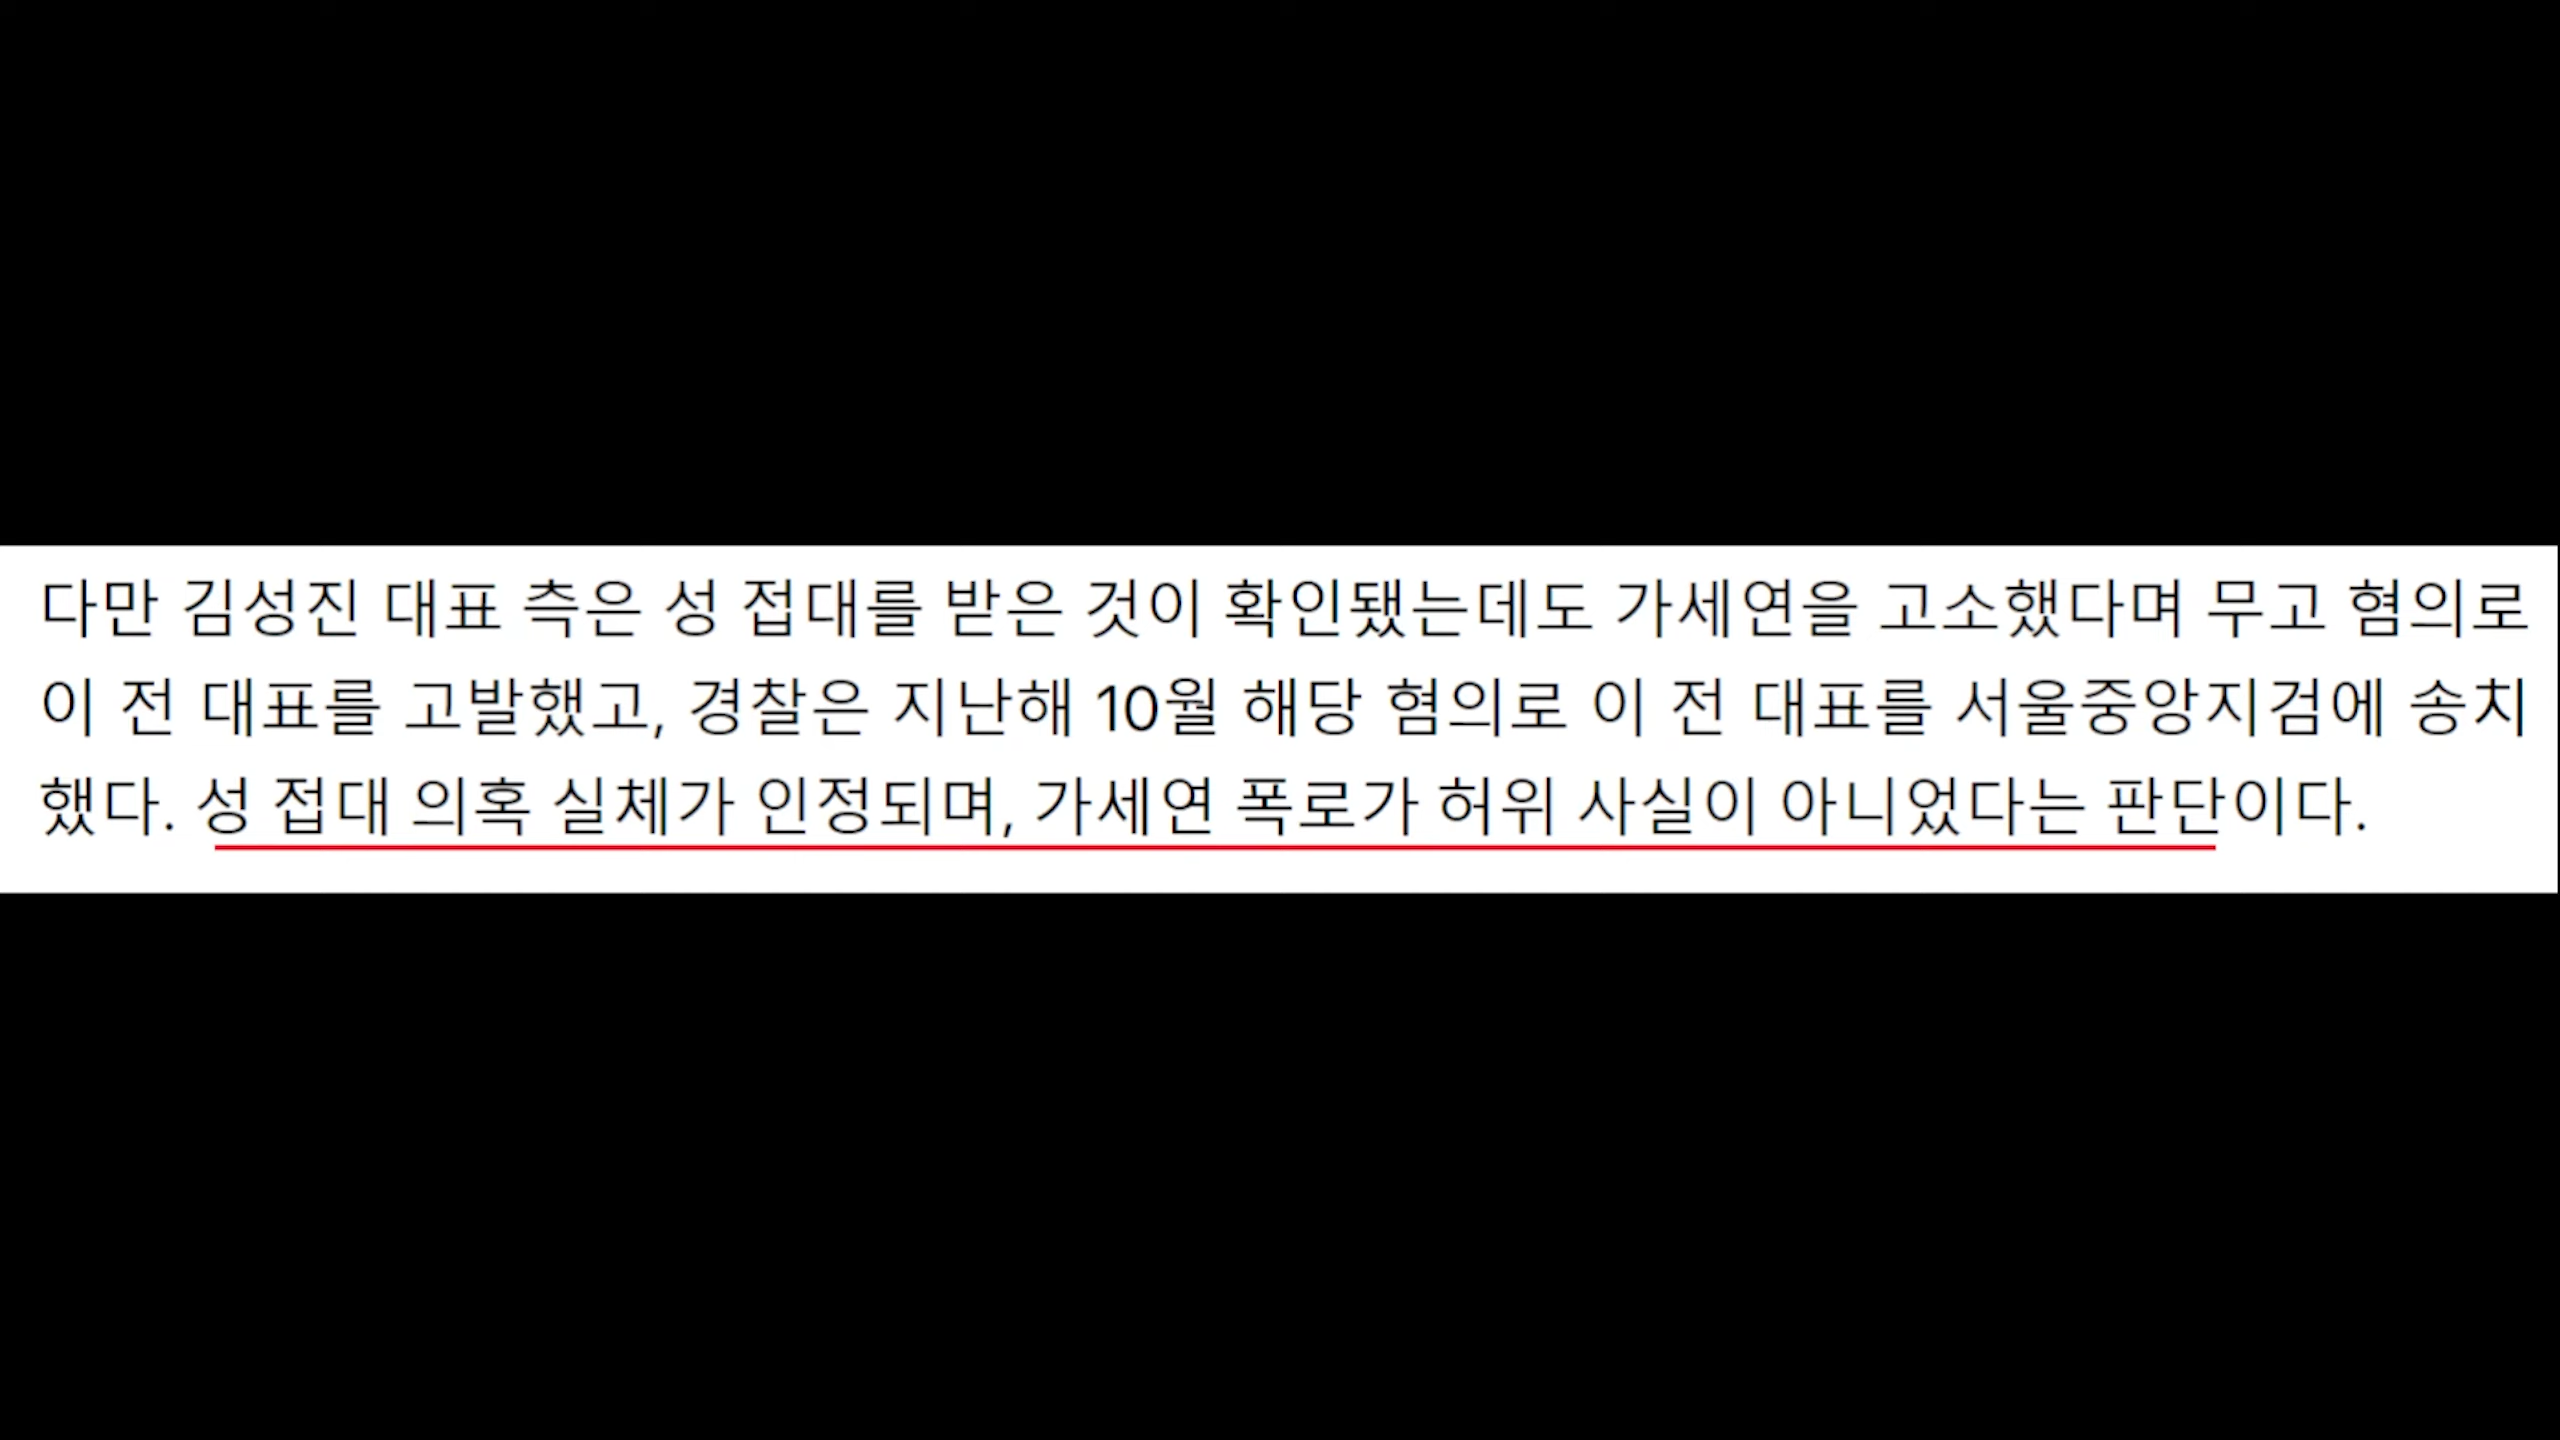 다만 김성진 대표 측은 성 접대를 받은 것이 확인됐는데도 가세연을 고소했다며 무고 혐의로
이 전 대표를 고발했고, 경찰은 지난해 10월 해당 혐의로 이 전 대표를 서울중앙지검에 송치
했다. 성 접대 의혹 실체가 인정되며, 가세연 폭로가 허위 사실이 아니었다는 판단이다.